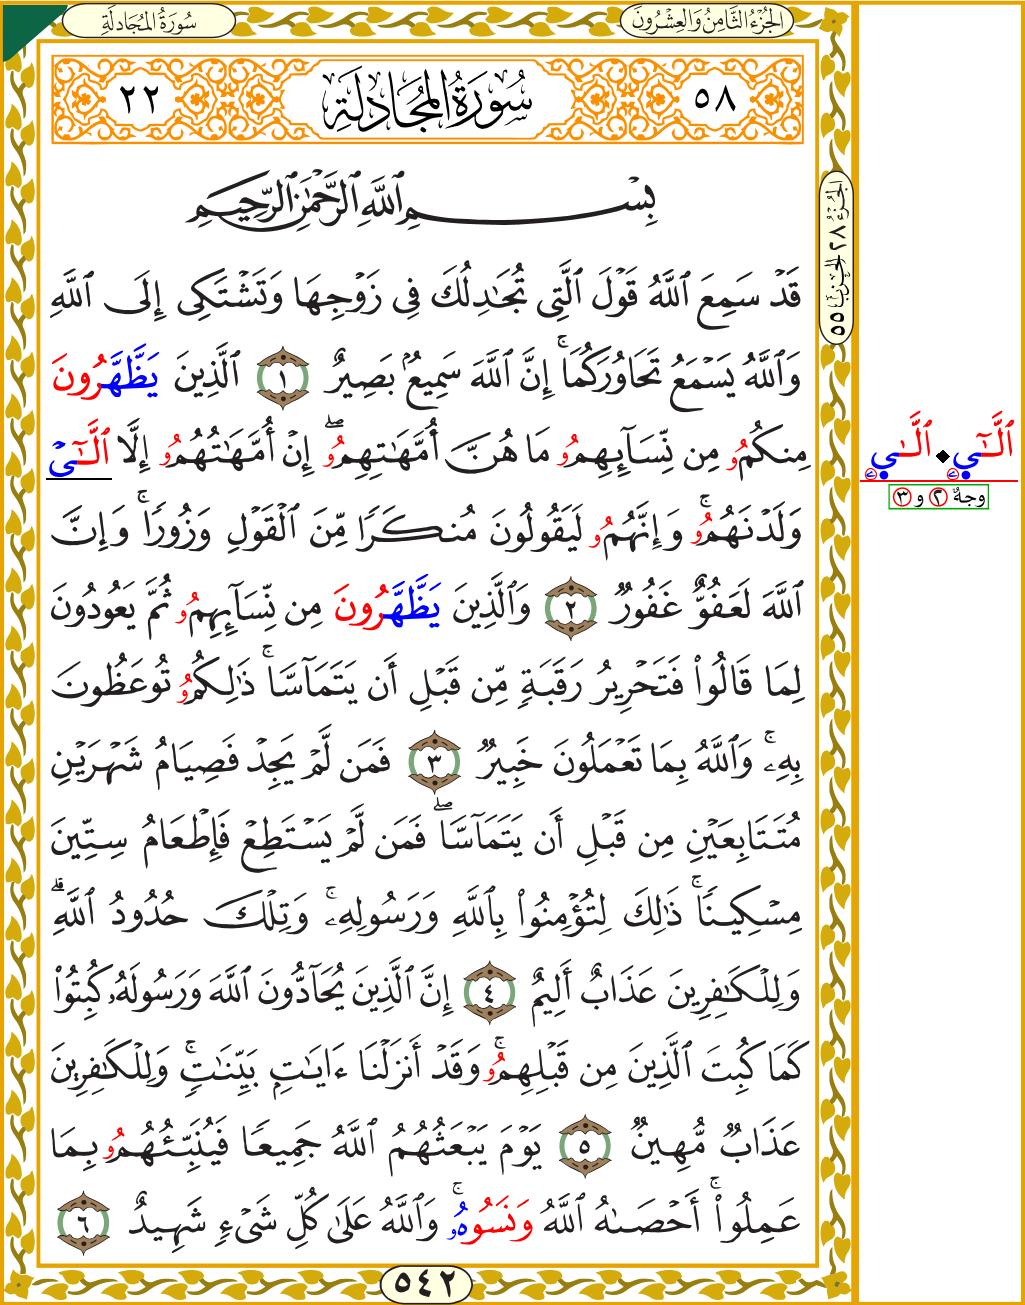 سُورَةُ المُجَادلَةِ
الجُزْءُ الثَّامِنُ وَالعِشْرُونَ
٥٨
سُورَةُ المُجَادلَةِ
٢٢
بِسْمِ ٱللَّهِ ٱلرَّحْمَٰنِ ٱلرَّحِيمِ
قَدْ سَمِعَ ٱللَّهُ قَوْلَ ٱلَّتِى تُجَٰدِلُكَ فِى زَوْجِهَا وَتَشْتَكِى إِلَى ٱللَّهِ
وَٱللَّهُ يَسْمَعُ تَحَاوُرَكُمَاۚ إِنَّ ٱللَّهَ سَمِيعُۢ بَصِيرٌ ١ ٱلَّذِينَ يَظَّهَّرُونَ
مِنكُمُۥ مِن نِّسَآئِهِمُۥ مَا هُنَّ أُمَّهَٰتِهِمُۥۖ إِنْ أُمَّهَٰتُهُمُۥ إِلَّا ٱلَّٰٓىْ
وَلَدْنَهُمُۥۚ وَإِنَّهُمُۥ لَيَقُولُونَ مُنكَرًا مِّنَ ٱلْقَوْلِ وَزُورًاۚ وَإِنَّ
ٱللَّهَ لَعَفُوٌّ غَفُورٌ ٢ وَٱلَّذِينَ يَظَّهَّرُونَ مِن نِّسَآئِهِمُۥ ثُمَّ يَعُودُونَ
لِمَا قَالُوا۟ فَتَحْرِيرُ رَقَبَةٍ مِّن قَبْلِ أَن يَتَمَآسَّاۚ ذَٰلِكُمُۥ تُوعَظُونَ
بِهِۦۚ وَٱللَّهُ بِمَا تَعْمَلُونَ خَبِيرٌ ٣ فَمَن لَّمْ يَجِدْ فَصِيَامُ شَهْرَيْنِ
مُتَتَابِعَيْنِ مِن قَبْلِ أَن يَتَمَآسَّاۖ فَمَن لَّمْ يَسْتَطِعْ فَإِطْعَامُ سِتِّينَ
مِسْكِينًاۚ ذَٰلِكَ لِتُؤْمِنُوا۟ بِٱللَّهِ وَرَسُولِهِۦۚ وَتِلْكَ حُدُودُ ٱللَّهِۗ
وَلِلْكَٰفِرِينَ عَذَابٌ أَلِيمٌ ٤ إِنَّ ٱلَّذِينَ يُحَآدُّونَ ٱللَّهَ وَرَسُولَهُۥ كُبِتُوا۟
كَمَا كُبِتَ ٱلَّذِينَ مِن قَبْلِهِمُۥۚ وَقَدْ أَنزَلْنَا ءَايَٰتِۭ بَيِّنَٰتٍۚ وَلِلْكَٰفِرِينَ
عَذَابٌ مُّهِينٌ ٥ يَوْمَ يَبْعَثُهُمُ ٱللَّهُ جَمِيعًا فَيُنَبِّئُهُمُۥ بِمَا
عَمِلُوٓا۟ۚ أَحْصَىٰهُ ٱللَّهُ وَنَسُوهُۥۚ وَٱللَّهُ عَلَىٰ كُلِّ شَىْءٍ شَهِيدٌ ٦
٥٤٢
الجُزْءُ ٢٨ الحِزْبُ ٥٥
ٱلَّٰٓـِٔي ٱلَّٰـِٔي
وجهٌ ٢ و ٣